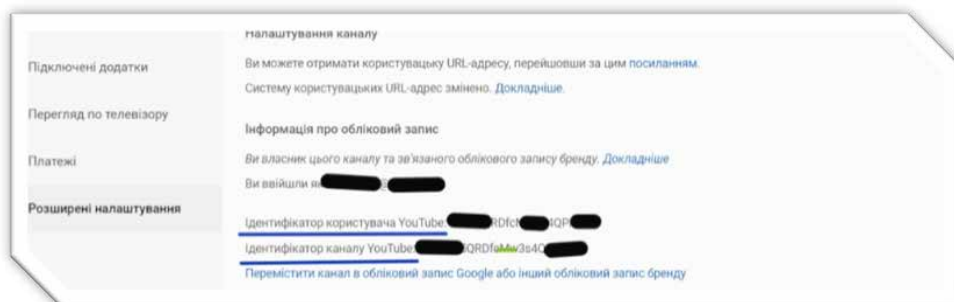 Налаштування каналу
Підключені додатки
Ви можете отримати користувацьку URL-адресу, перейшовши за цим посиланням.
Систему користувацьких URL-адрес змінено. Докладніше.
Перегляд по телевізору
Інформація про обліковий запис
Платежі
Ви власник цього каналу та зв'язаного облікового запису бренду. Докладніше
Ви ввійшли як
Розширені налаштування
Ідентифікатор користувача YouTube:
Ідентифікатор каналу YouTube:
Перемістити канал в обліковий запис Google або інший обліковий запис бренду